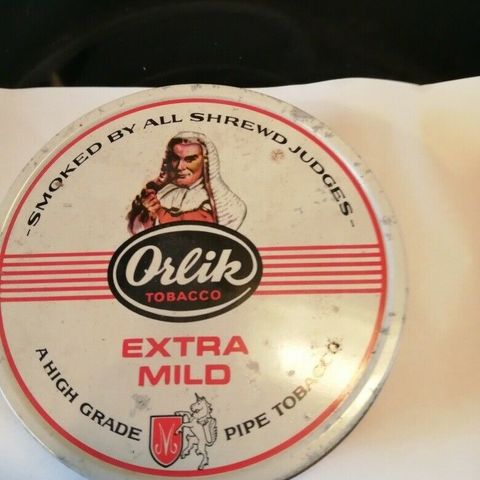 -SMOKED BY ALL SHREWD JUDGES-
Orlik
TOBACCO
EXTRA
MILD
A HIGH GRADE PIPE TOBACCO
M